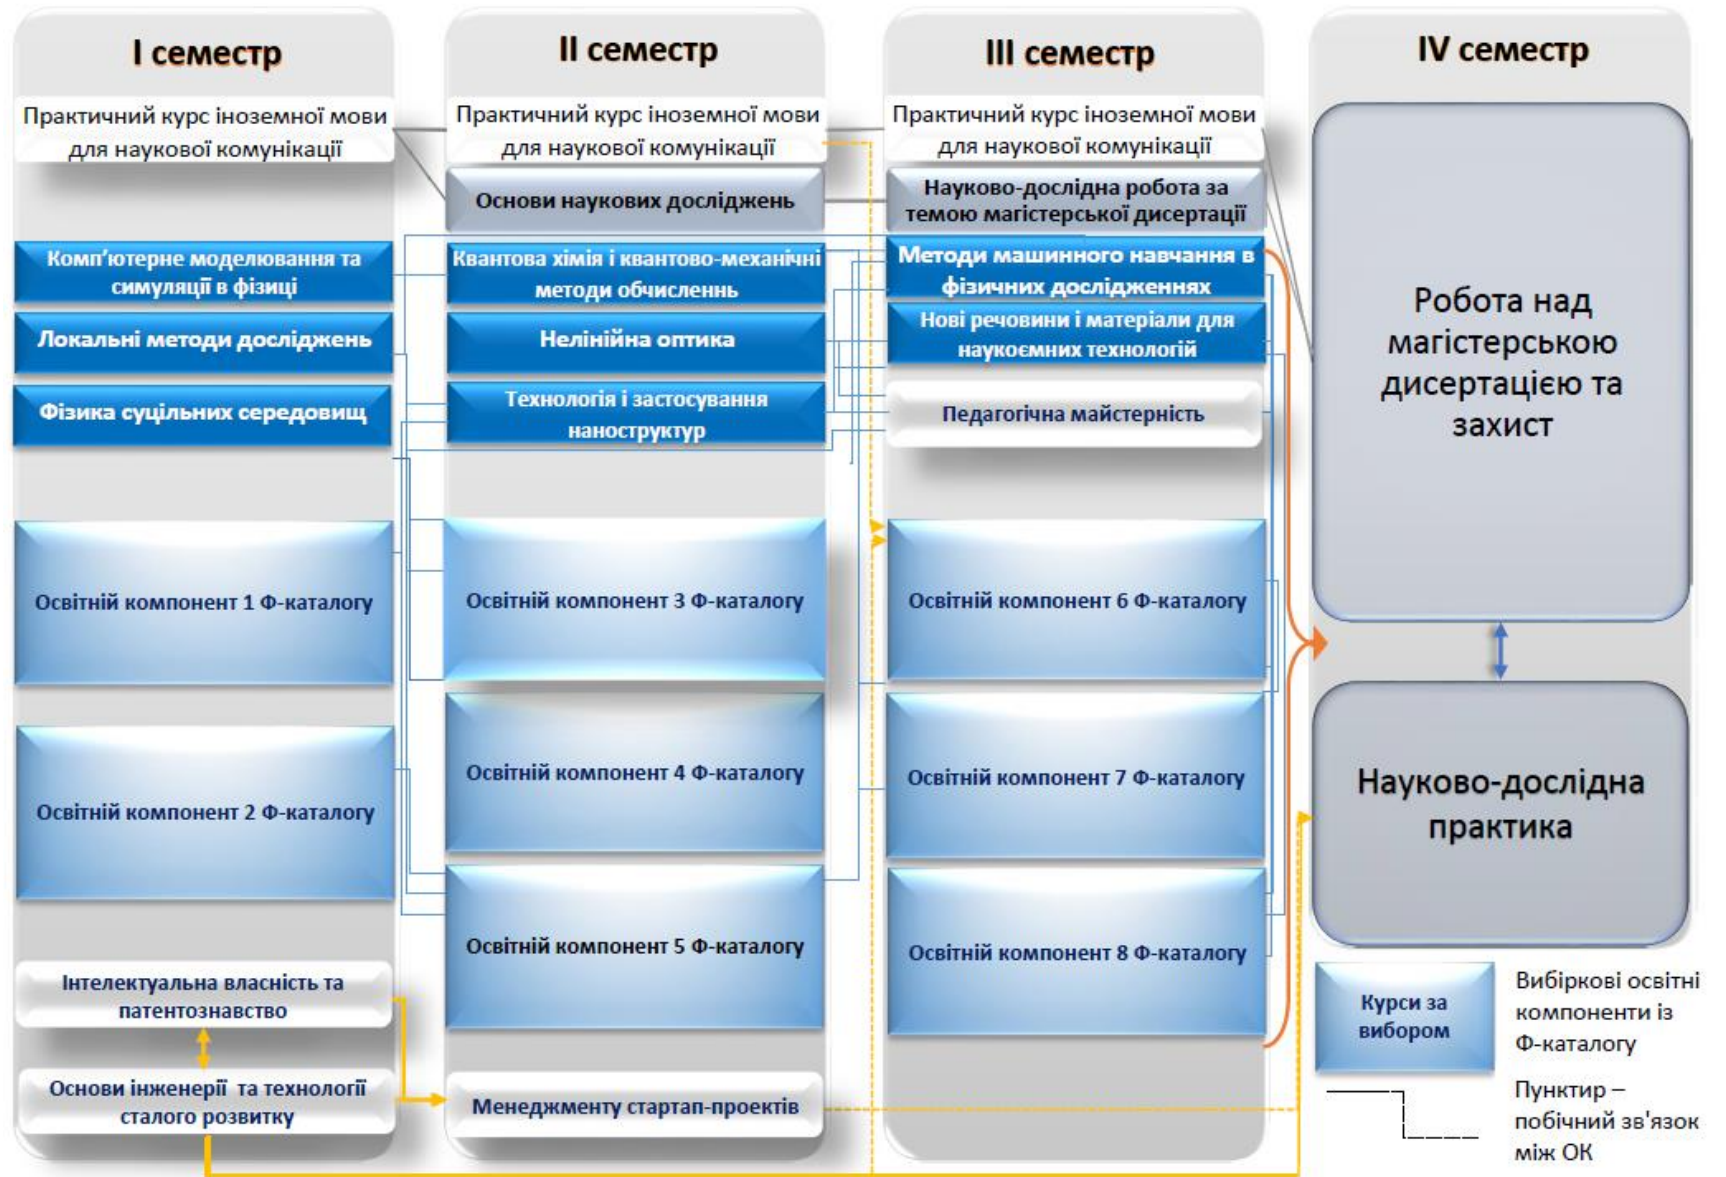 І семестр
Практичний курс іноземної мови
для наукової комунікації
Комп'ютерне моделювання та
симуляції в фізиці
Локальні методи досліджень
Фізика суцільних середовищ
Освітній компонент 1 Ф-каталогу
Освітній компонент 2 Ф-каталогу
Інтелектуальна власність та
патентознавство
Основи інженерії та технології
сталого розвитку
ІІ семестр
Практичний курс іноземної мови
для наукової комунікації
Основи наукових досліджень
Квантова хімія і квантово-механічні
методи обчисленнь
Нелінійна оптика
Технологія і застосування
наноструктур
Освітній компонент 3 Ф-каталогу
Освітній компонент 4 Ф-каталогу
Освітній компонент 5 Ф-каталогу
Менеджменту стартап-проектів
ІІІ семестр
Практичний курс іноземної мови
для наукової комунікації
Науково-дослідна робота за
темою магістерської дисертації
Методи машинного навчання в
фізичних дослідженнях
Нові речовини і матеріали для
наукоємних технологій
Педагогічна майстерність
Освітній компонент 6 Ф-каталогу
Освітній компонент 7 Ф-каталогу
Освітній компонент 8 Ф-каталогу
IV семестр
Робота над
магістерською
дисертацією та
захист
Науково-дослідна
практика
Курси за
вибором
Вибіркові освітні
компоненти із
Ф-каталогу
Пунктир –
побічний зв'язок
між ОК